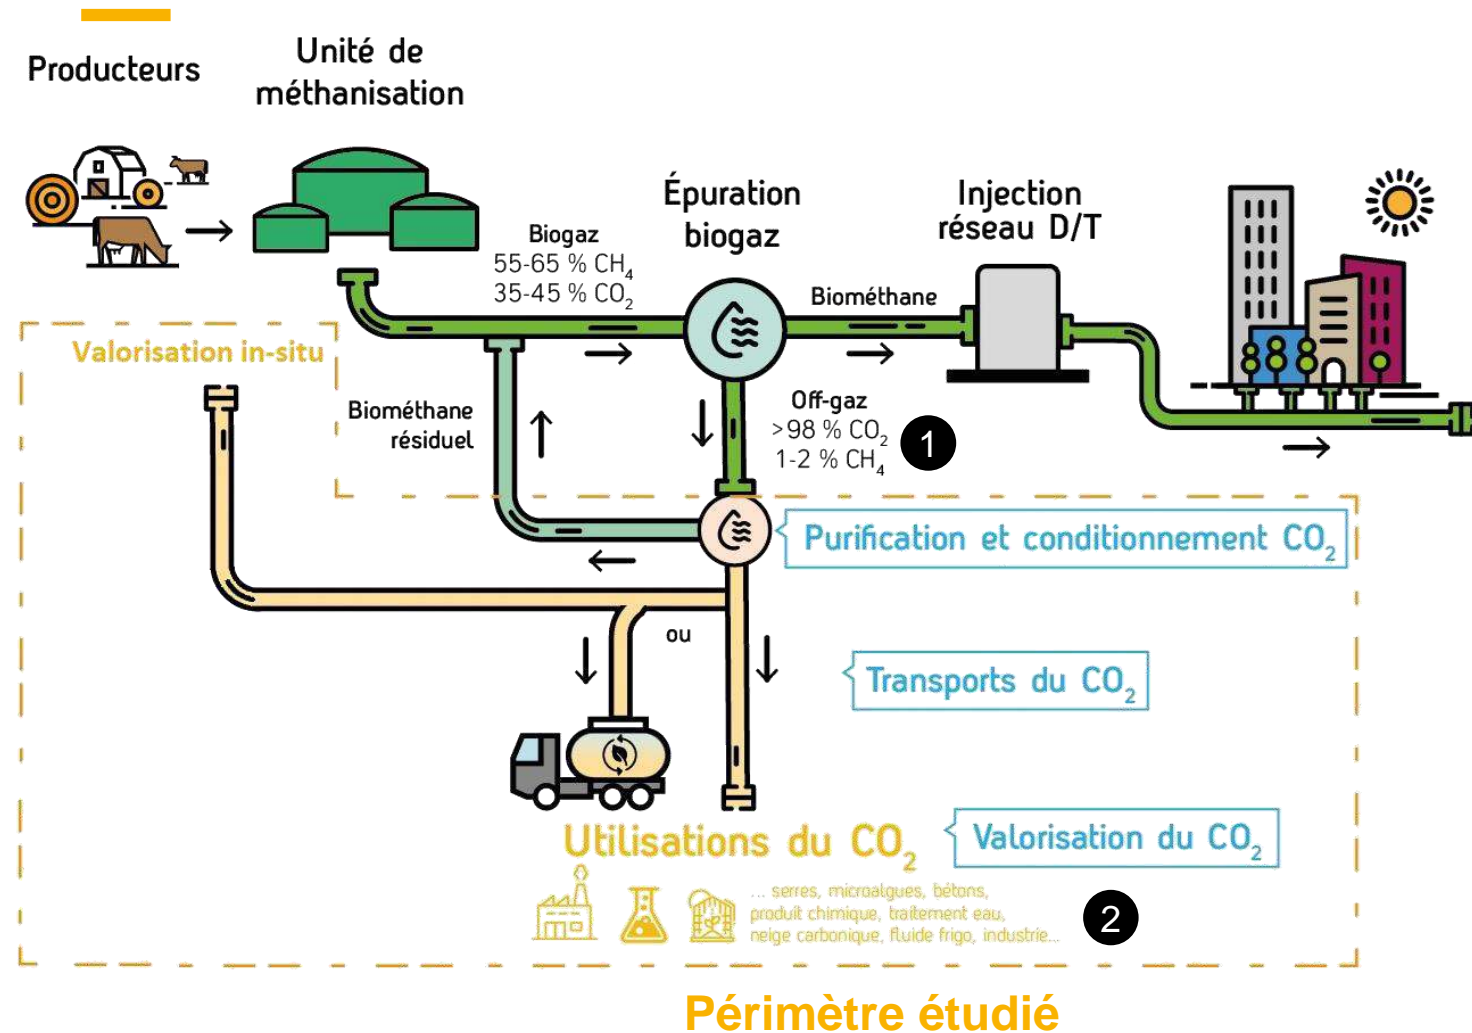 Producteurs
Unité de
méthanisation
Biogaz
55-65 % CH4
35-45 % CO2
Épuration
biogaz
Injection
réseau D/T
Biométhane
Valorisation in-situ
Biométhane
résiduel
Off-gaz
>98 % CO2
1-2 % CH4
1
Purification et conditionnement CO2
ou
Transports du CO2
Utilisations du CO2
Valorisation du CO2
... serres, microalgues, bétons,
produit chimique, traitement eau,
neige carbonique, fluide frigo, industrie...
2
Périmètre étudié